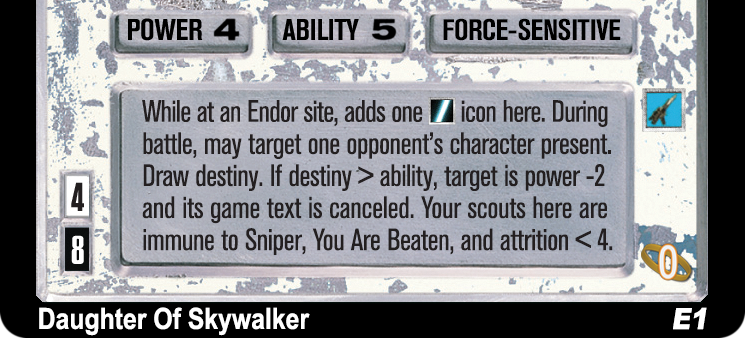 POWER 4 ABILITY 5 FORCE-SENSITIVE
While at an Endor site, adds one icon here. During
battle, may target one opponent's character present.
Draw destiny. If destiny > ability, target is power -2
and its game text is canceled. Your scouts here are
immune to Sniper, You Are Beaten, and attrition < 4.
4
8
0
Daughter Of Skywalker E1